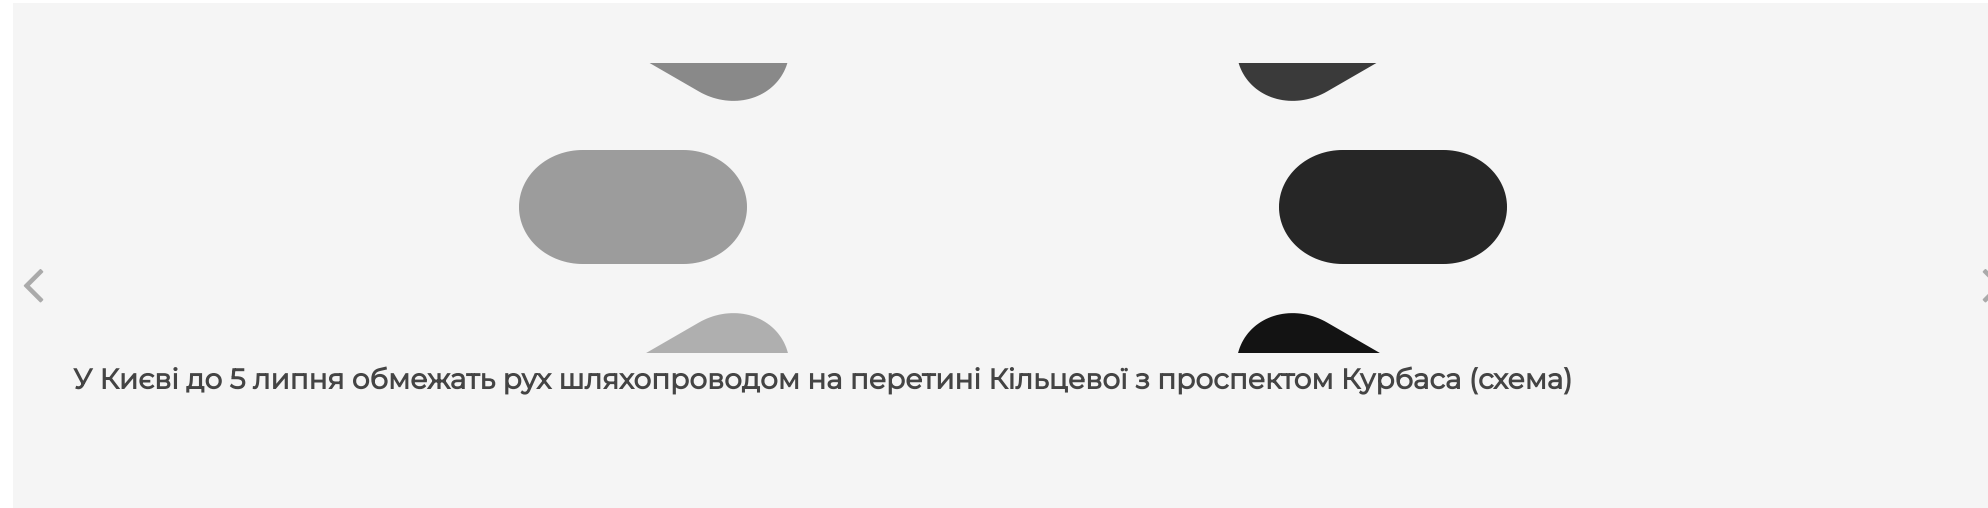 У Києві до 5 липня обмежать рух шляхопроводом на перетині Кільцевої з проспектом Курбаса (схема)